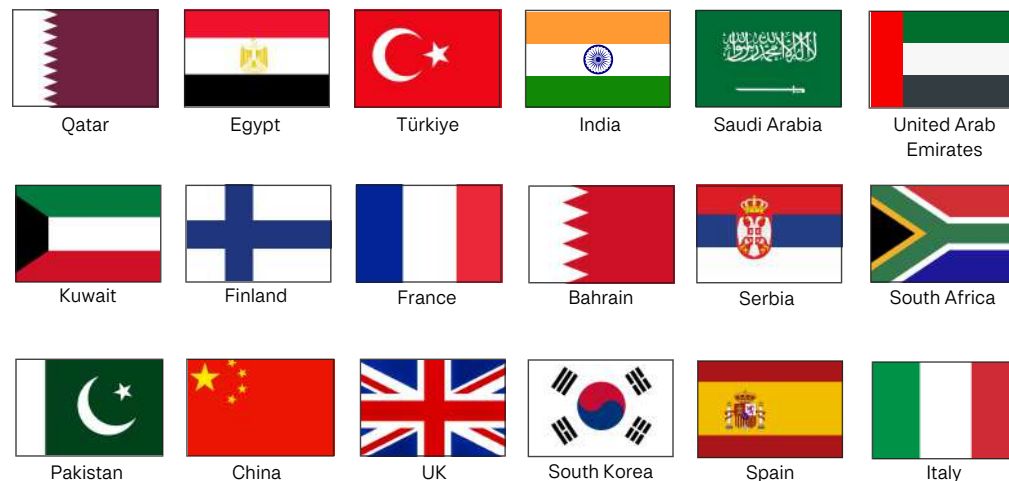 Qatar
Egypt
Türkiye
India
Saudi Arabia
United Arab
Emirates
Kuwait
Finland
France
Bahrain
Serbia
South Africa
Pakistan
China
UK
South Korea
Spain
Italy